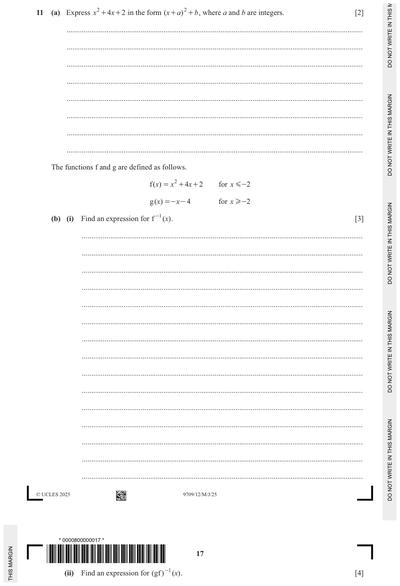 11 (a) Express x² + 4x + 2 in the form (x + a)² + b, where a and b are integers. [2]
The functions f and g are defined as follows.
f(x) = x² + 4x + 2 for x ⩽ −2
g(x) = −x − 4 for x ⩾ −2
(b) (i) Find an expression for f⁻¹(x). [3]
© UCLES 2025 9709/12/M/J/25
* 0000800000017 *
17
(ii) Find an expression for (gf)⁻¹(x). [4]
DO NOT WRITE IN THIS M
DO NOT WRITE IN THIS MARGIN
DO NOT WRITE IN THIS MARGIN
DO NOT WRITE IN THIS MARGIN
DO NOT WRITE IN THIS MARGIN
THIS MARGIN